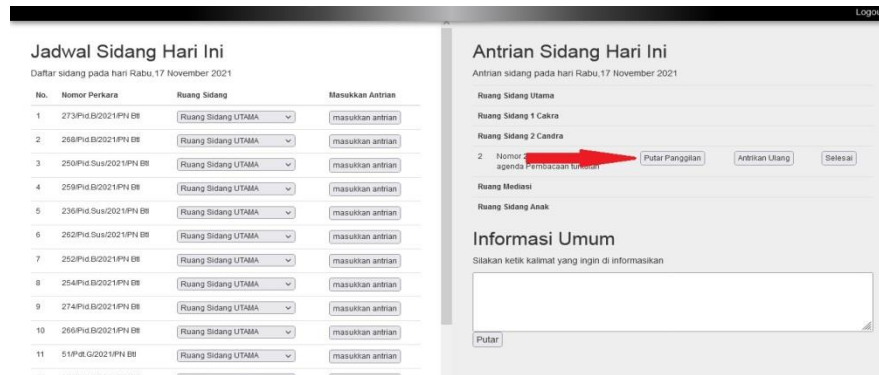 Logou
Jadwal Sidang Hari Ini
Daftar sidang pada hari Rabu,17 November 2021
No. Nomor Perkara Ruang Sidang Masukkan Antrian
1 273/Pid.B/2021/PN Btl Ruang Sidang UTAMA masukkan antrian
2 268/Pid.B/2021/PN Btl Ruang Sidang UTAMA masukkan antrian
3 250/Pid.Sus/2021/PN Btl Ruang Sidang UTAMA masukkan antrian
4 259/Pid.B/2021/PN Btl Ruang Sidang UTAMA masukkan antrian
5 236/Pid.Sus/2021/PN Btl Ruang Sidang UTAMA masukkan antrian
6 262/Pid.Sus/2021/PN Btl Ruang Sidang UTAMA masukkan antrian
7 252/Pid.B/2021/PN Btl Ruang Sidang UTAMA masukkan antrian
8 254/Pid.B/2021/PN Btl Ruang Sidang UTAMA masukkan antrian
9 274/Pid.B/2021/PN Btl Ruang Sidang UTAMA masukkan antrian
10 266/Pid.B/2021/PN Btl Ruang Sidang UTAMA masukkan antrian
11 51/Pdt.G/2021/PN Btl Ruang Sidang UTAMA masukkan antrian
Antrian Sidang Hari Ini
Antrian sidang pada hari Rabu,17 November 2021
Ruang Sidang Utama
Ruang Sidang 1 Cakra
Ruang Sidang 2 Candra
2 Nomor Putar Panggilan Antrikan Ulang Selesai
agenda Pembacaan
Ruang Mediasi
Ruang Sidang Anak
Informasi Umum
Silakan ketik kalimat yang ingin di informasikan
Putar